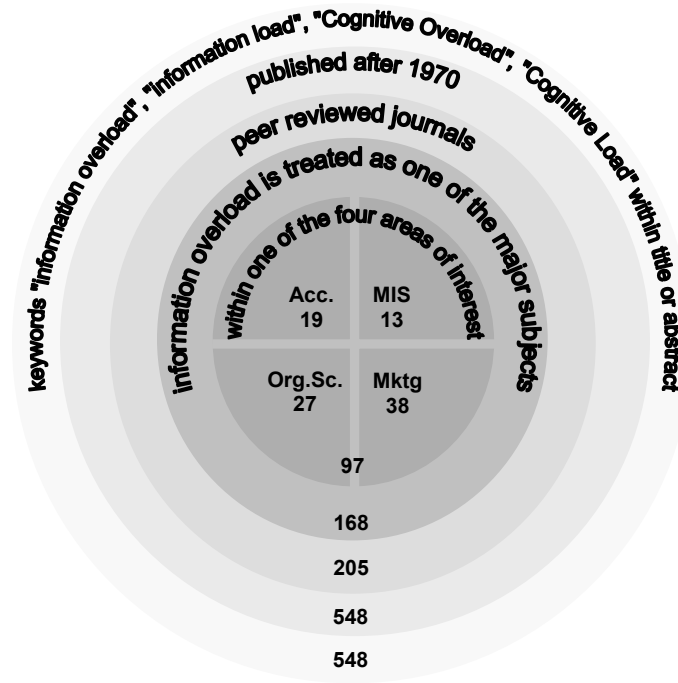 keywords "information overload", "information load", "Cognitive Overload", "Cognitive Load" within title or abstract
published after 1970
peer reviewed journals
information overload is treated as one of the major subjects
within one of the four areas of interest
Acc.
19
MIS
13
Org.Sc.
27
Mktg
38
97
168
205
548
548